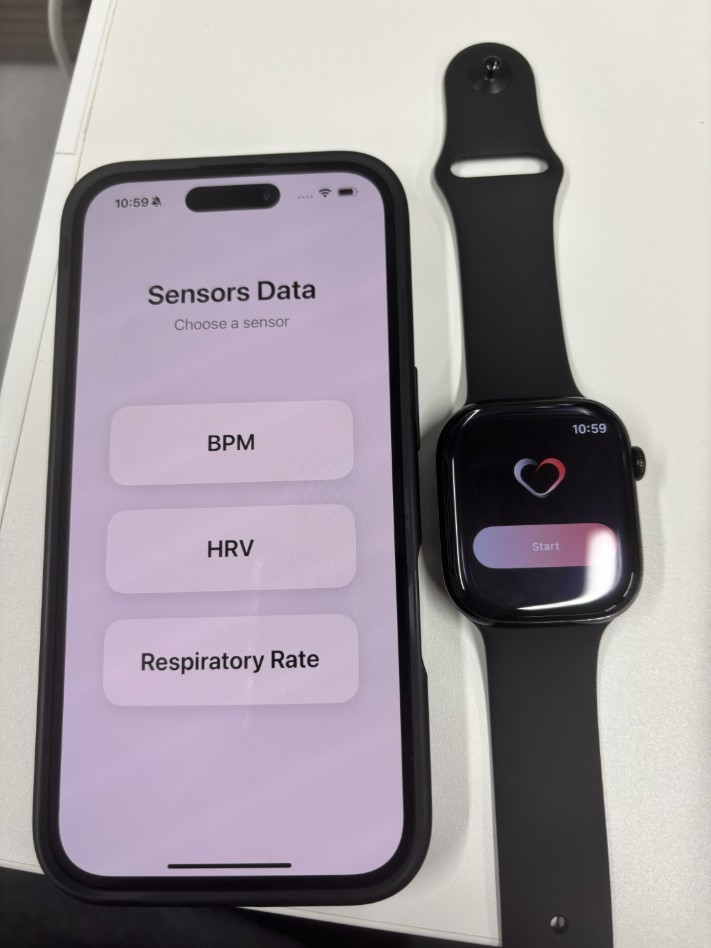 10:59
Sensors Data
Choose a sensor
BPM
HRV
Respiratory Rate
10:59
Start